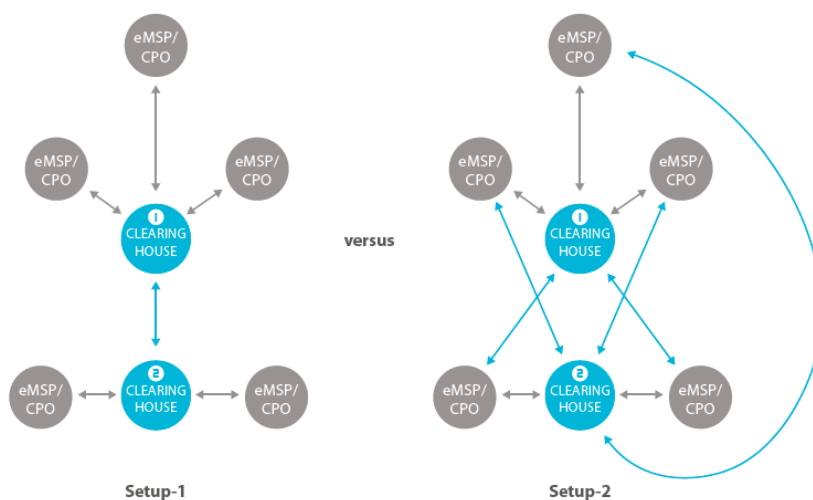 eMSP/
CPO
eMSP/
CPO
eMSP/
CPO
1
CLEARING
HOUSE
eMSP/
CPO
2
CLEARING
HOUSE
eMSP/
CPO
Setup-1
versus
eMSP/
CPO
eMSP/
CPO
eMSP/
CPO
1
CLEARING
HOUSE
eMSP/
CPO
2
CLEARING
HOUSE
eMSP/
CPO
Setup-2